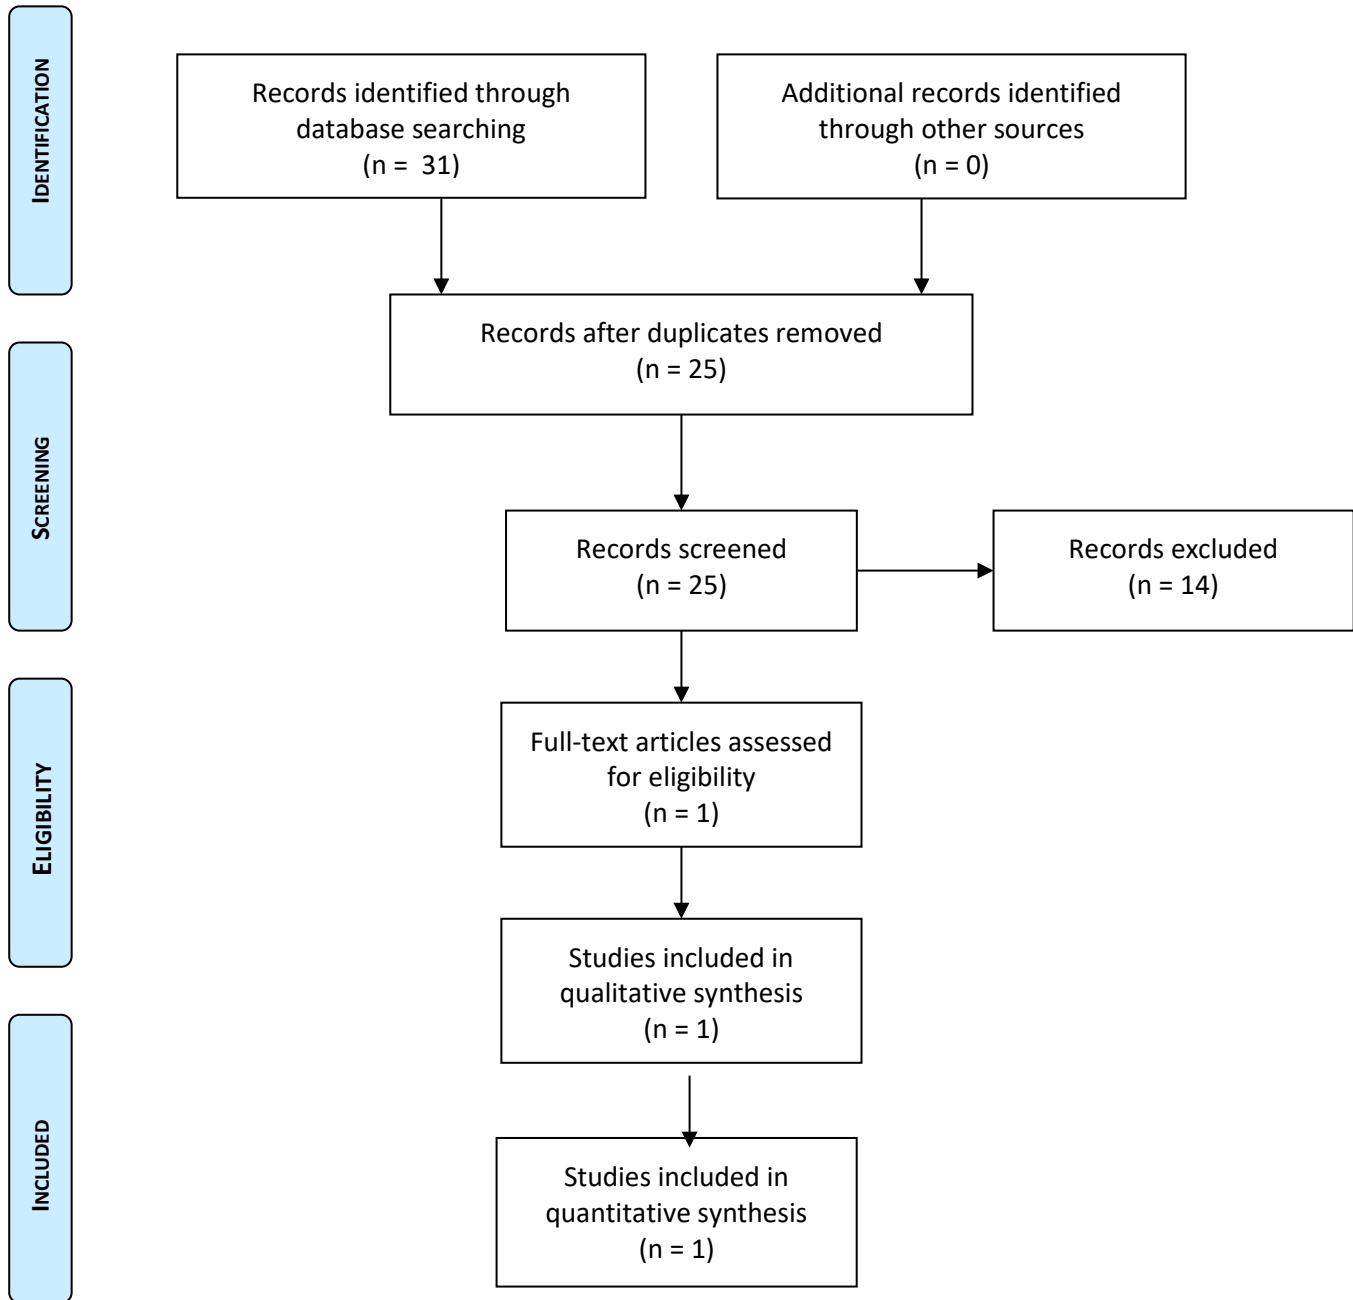 IDENTIFICATION
Records identified through
database searching
(n =  31)
Additional records identified
through other sources
(n = 0)
Records after duplicates removed
(n = 25)
SCREENING
Records screened
(n = 25)
Records excluded
(n = 14)
ELIGIBILITY
Full-text articles assessed
for eligibility
(n = 1)
Studies included in
qualitative synthesis
(n = 1)
INCLUDED
Studies included in
quantitative synthesis
(n = 1)